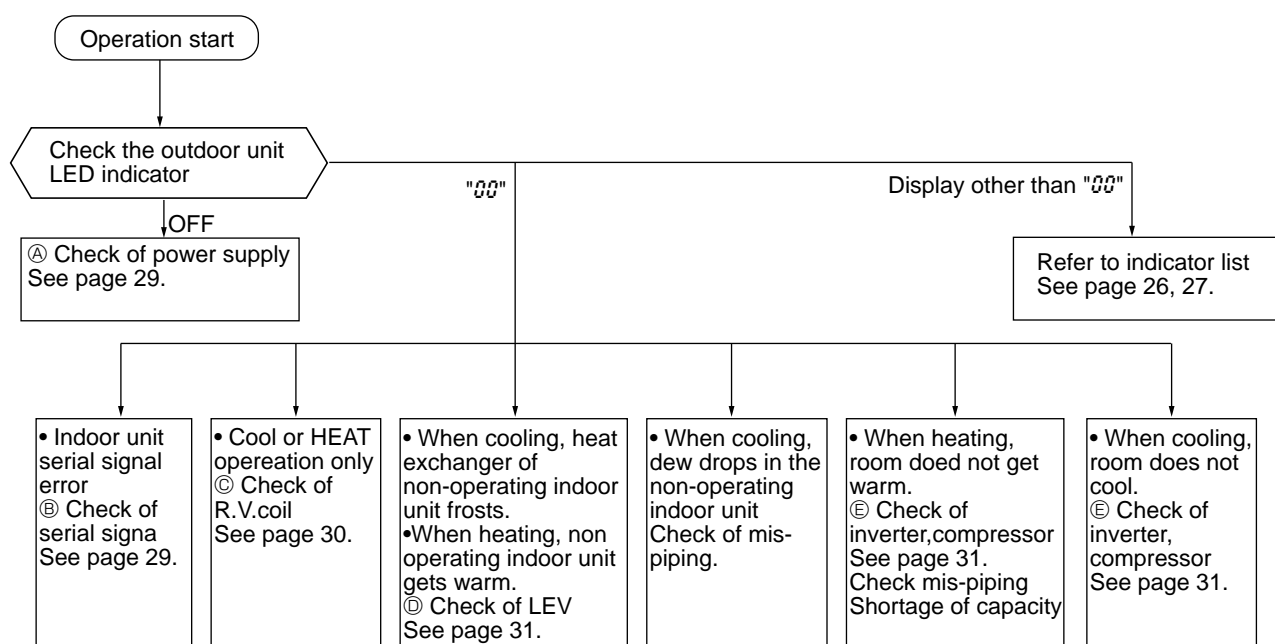 Operation start
Check the outdoor unit
LED indicator
"00"
Display other than "00"
OFF
Ⓐ Check of power supply
See page 29.
Refer to indicator list
See page 26, 27.
• Indoor unit
serial signal
error
Ⓑ Check of
serial signa
See page 29.
• Cool or HEAT
opereation only
Ⓒ Check of
R.V.coil
See page 30.
• When cooling, heat
exchanger of
non-operating indoor
unit frosts.
•When heating, non
operating indoor unit
gets warm.
Ⓓ Check of LEV
See page 31.
• When cooling,
dew drops in the
non-operating
indoor unit
Check of mis-
piping.
• When heating,
room doed not get
warm.
Ⓔ Check of
inverter,compressor
See page 31.
Check mis-piping
Shortage of capacity
• When cooling,
room does not
cool.
Ⓔ Check of
inverter,
compressor
See page 31.